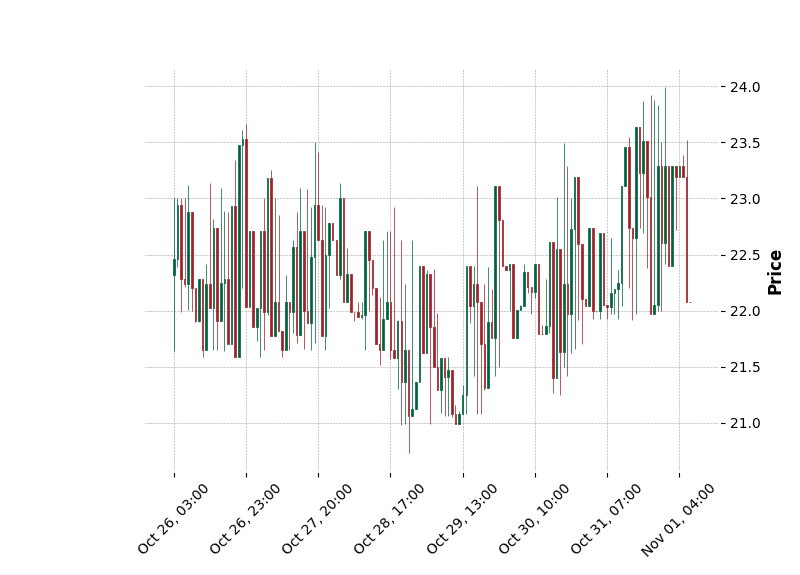 24.0
23.5
23.0
22.5
22.0
21.5
21.0
Price
Oct 26, 03:00
Oct 26, 23:00
Oct 27, 20:00
Oct 28, 17:00
Oct 29, 13:00
Oct 30, 10:00
Oct 31, 07:00
Nov 01, 04:00